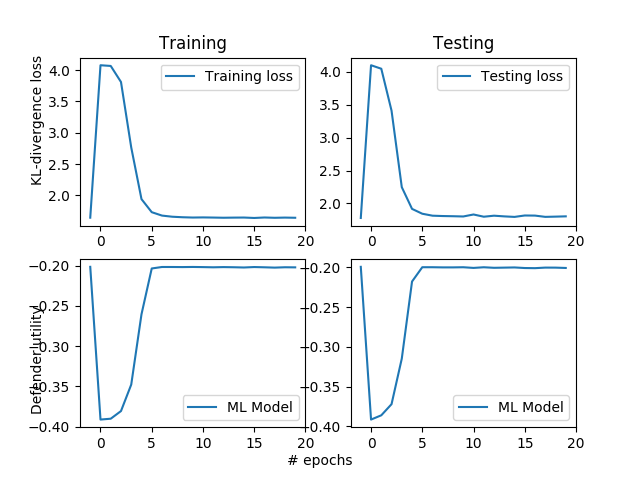 Training
Testing
KL-divergence loss
4.0
3.5
3.0
2.5
2.0
Training loss
0 5 10 15 20
4.0
3.5
3.0
2.5
2.0
Testing loss
0 5 10 15 20
Defender utility
−0.20
−0.25
−0.30
−0.35
−0.40
ML Model
0 5 10 15 20
−0.20
−0.25
−0.30
−0.35
−0.40
ML Model
0 5 10 15 20
# epochs